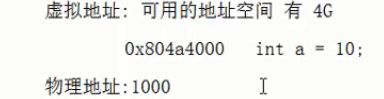 虚拟地址: 可用的地址空间 有 4G
0x804a4000 int a = 10;
物理地址:1000